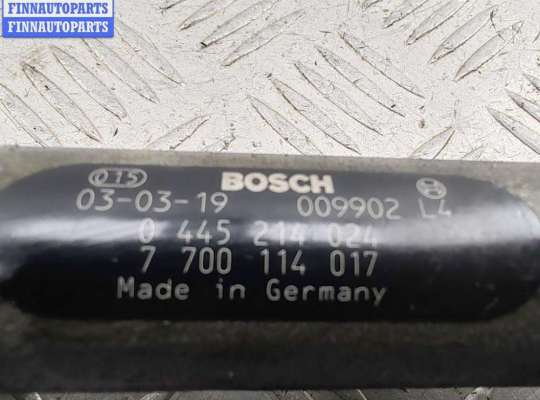 FINNAUTOPARTS
FINNAUTOPARTS
015 BOSCH
03-03-19 009902 L4
0 445 214 024
7 700 114 017
Made in Germany